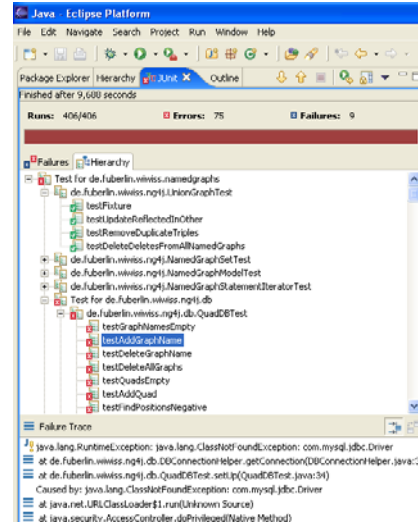 Java - Eclipse Platform
File Edit Navigate Search Project Run Window Help
Package Explorer Hierarchy JUnit Outline
Finished after 9,688 seconds
Runs: 406/406 Errors: 75 Failures: 9
Failures Hierarchy
Test for de.fuberlin.wiwiss.namedgraphs
de.fuberlin.wiwiss.ng4j.UnionGraphTest
testFixture
testUpdateReflectedInOther
testRemoveDuplicateTriples
testDeleteDeletesFromAllNamedGraphs
de.fuberlin.wiwiss.ng4j.NamedGraphSetTest
de.fuberlin.wiwiss.ng4j.NamedGraphModelTest
de.fuberlin.wiwiss.ng4j.NamedGraphStatementIteratorTest
Test for de.fuberlin.wiwiss.ng4j.db
de.fuberlin.wiwiss.ng4j.db.QuadDBTest
testGraphNamesEmpty
testAddGraphName
testDeleteGraphName
testDeleteAllGraphs
testQuadsEmpty
testAddQuad
testFindPositionsNegative
Failure Trace
java.lang.RuntimeException: java.lang.ClassNotFoundException: com.mysql.jdbc.Driver
at de.fuberlin.wiwiss.ng4j.db.DBConnectionHelper.getConnection(DBConnectionHelper.java:
at de.fuberlin.wiwiss.ng4j.db.QuadDBTest.setUp(QuadDBTest.java:34)
Caused by: java.lang.ClassNotFoundException: com.mysql.jdbc.Driver
at java.net.URLClassLoader$1.run(Unknown Source)
at java.security.AccessController.doPrivileged(Native Method)